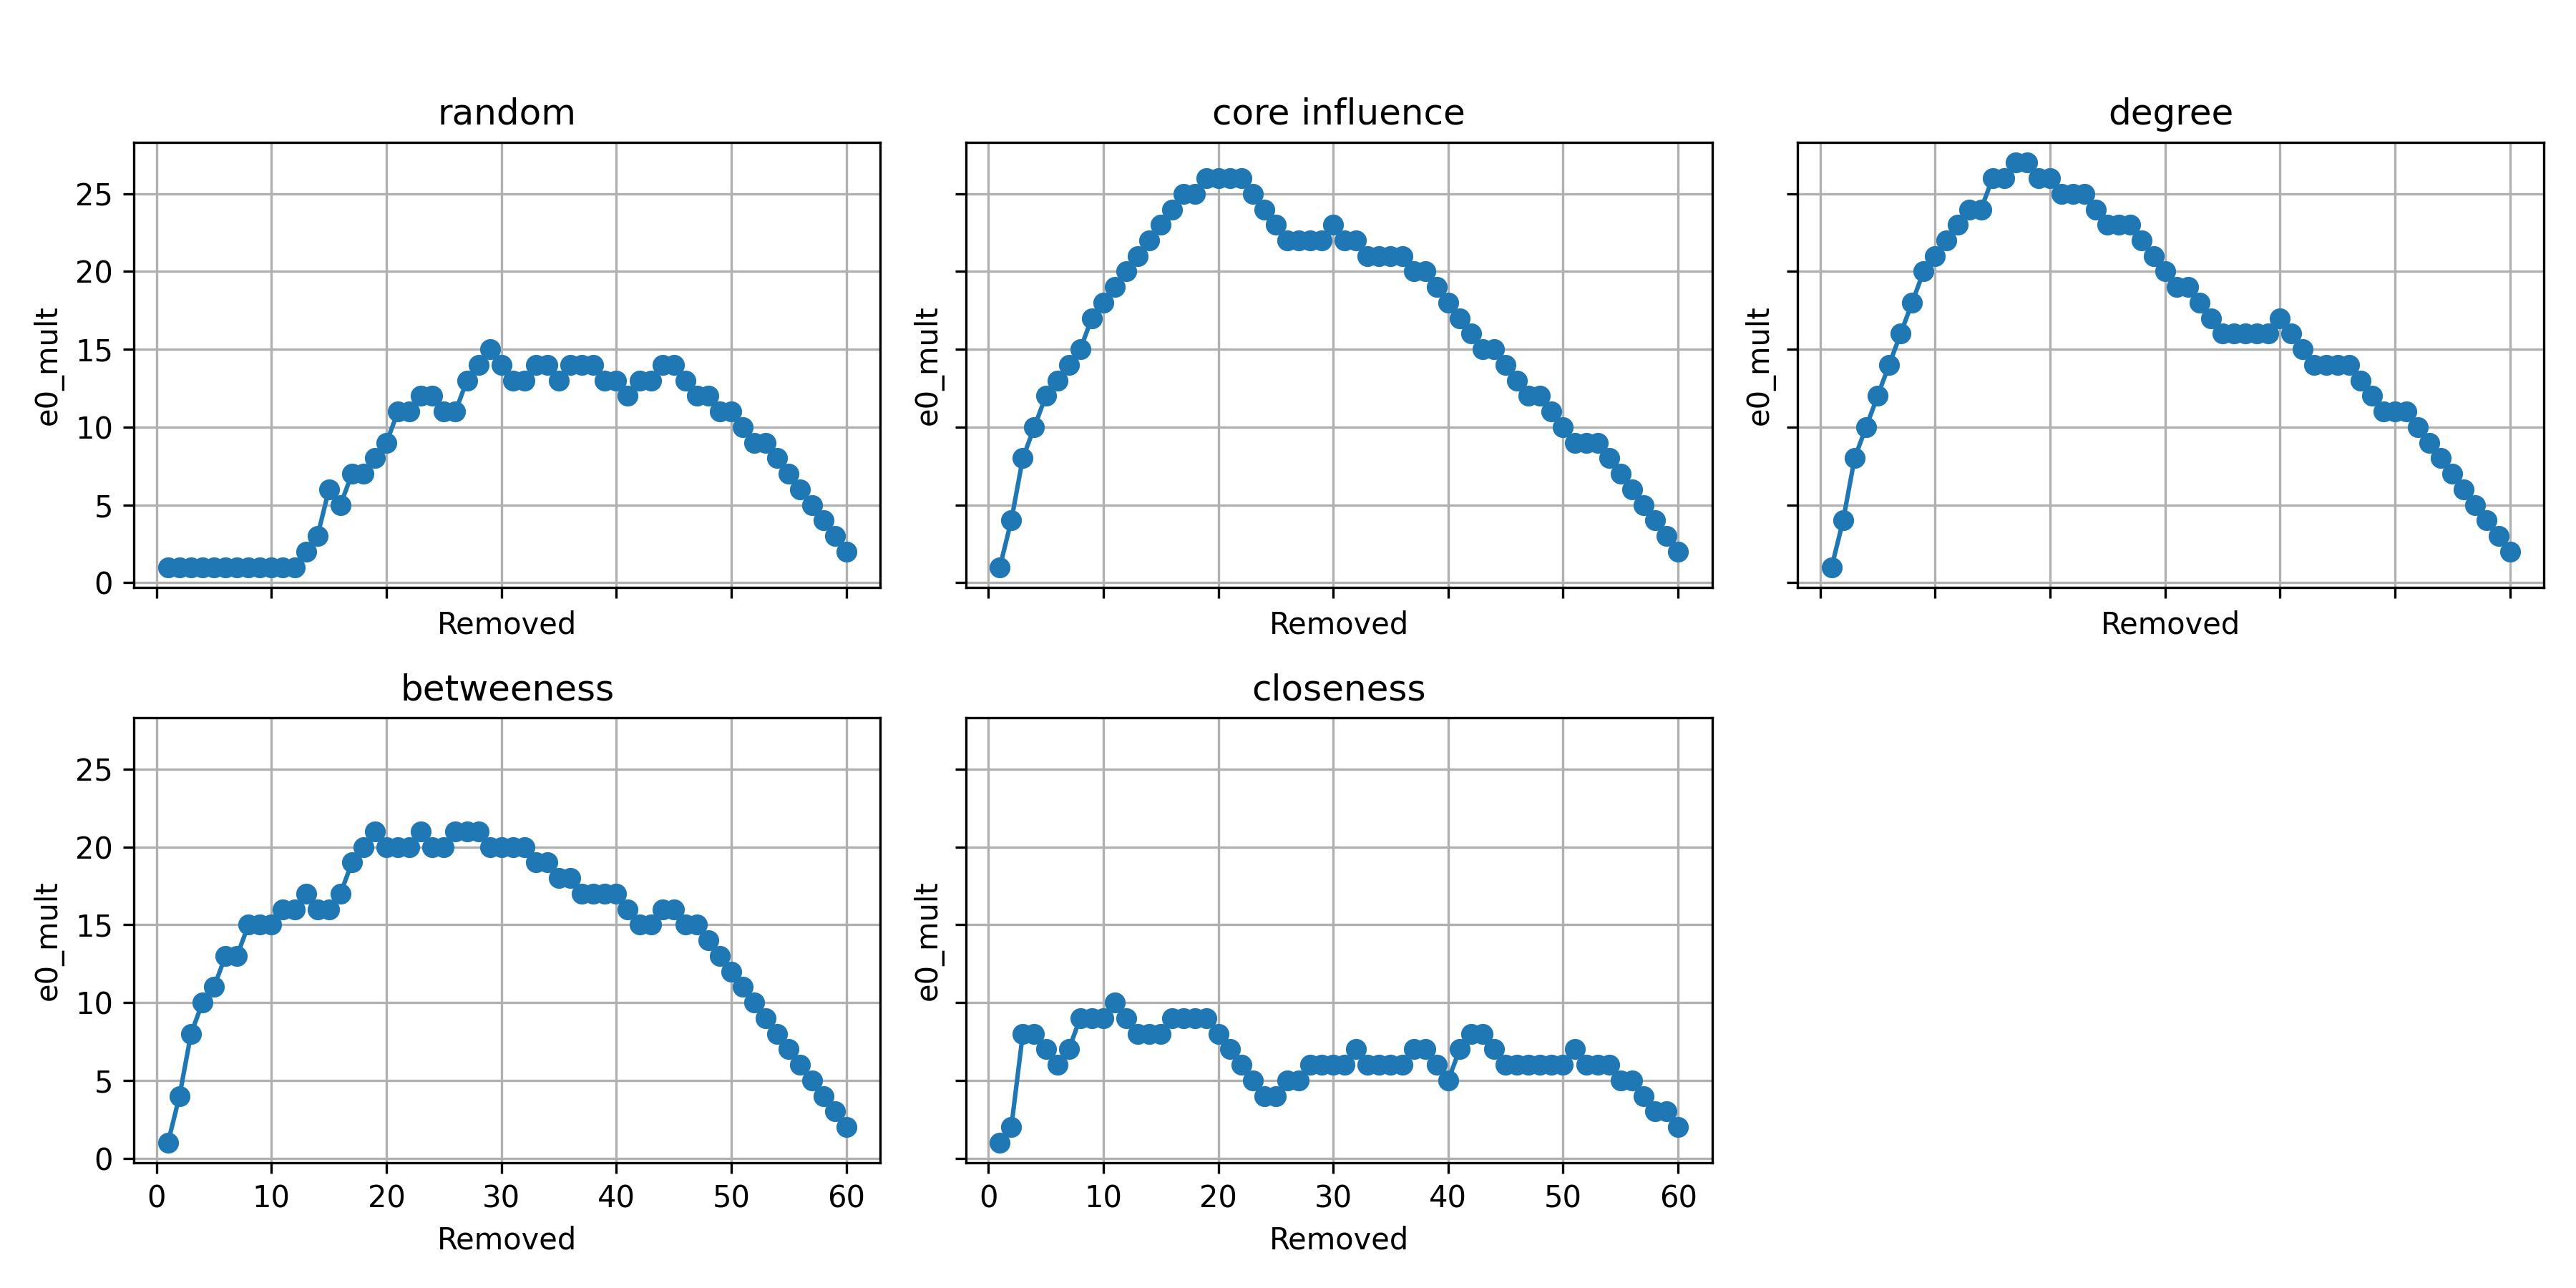 random
core influence
degree
25
20
15
10
5
0
e0_mult
e0_mult
e0_mult
Removed
Removed
Removed
betweeness
closeness
25
20
15
10
5
0
e0_mult
e0_mult
0 10 20 30 40 50 60
0 10 20 30 40 50 60
Removed
Removed